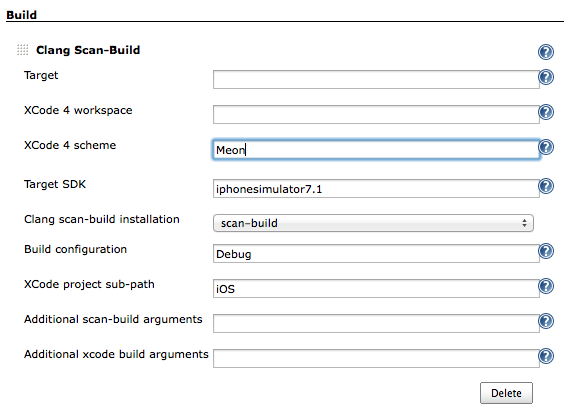 Build
Clang Scan-Build
?
Target
?
XCode 4 workspace
?
XCode 4 scheme
Meon
?
Target SDK
iphonesimulator7.1
?
Clang scan-build installation
scan-build
Build configuration
Debug
?
XCode project sub-path
iOS
?
Additional scan-build arguments
?
Additional xcode build arguments
?
Delete